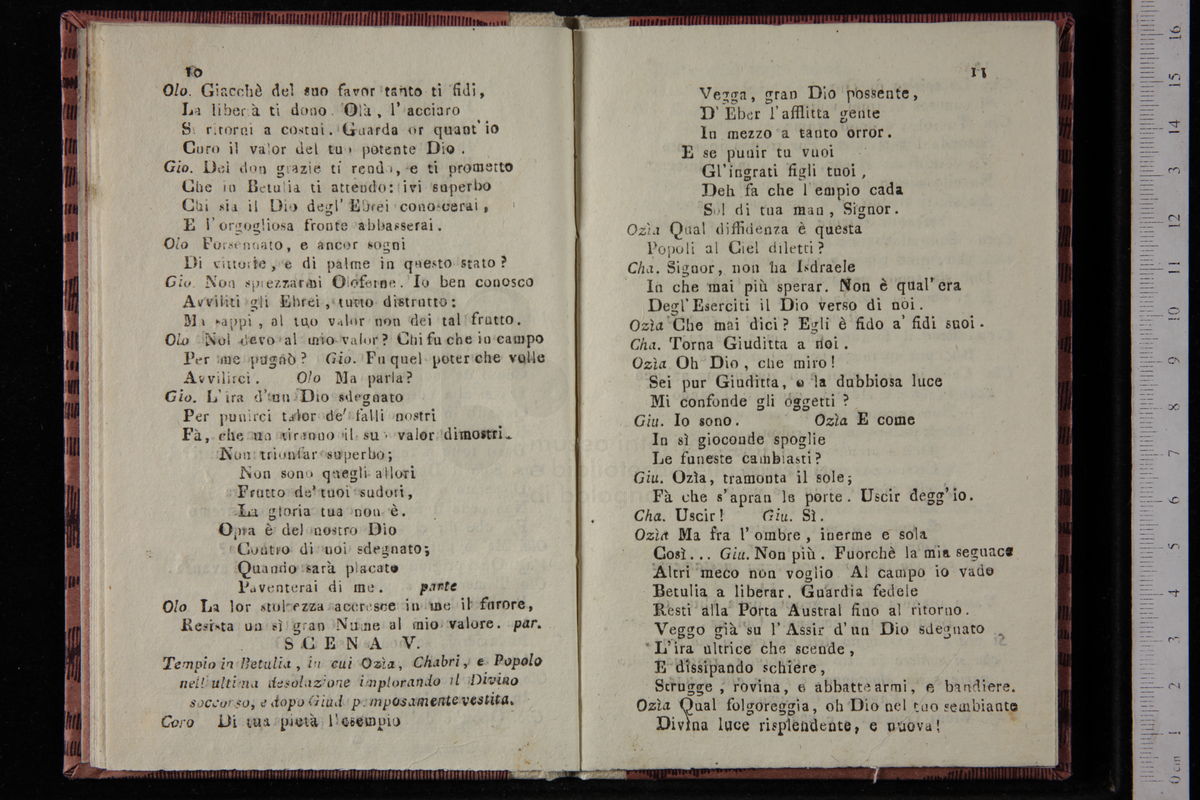 10
Olo. Giacchè del suo favor tanto ti fidi,
La libertà ti dono. Olà, l' acciaro
Si ritorni a costui. Guarda or quant' io
Curo il valor del tuo potente Dio.
Gio. Del don grazie ti rendo, e ti prometto
Che in Betulia ti attendo: ivi superbo
Chi sia il Dio degl' Ebrei conoscerai,
E l' orgogliosa fronte abbasserai.
Olo Forsennato, e ancor sogni
Di vittorie, e di palme in questo stato?
Gio. Non sprezzarmi Oloferne. Io ben conosco
Avviliti gli Ebrei, tutto distrutto:
Ma sappi, al tuo valor non dei tal frutto.
Olo Nol devo al mio valor? Chi fu che in campo
Per me pugnò? Gio. Fu quel poter che volle
Avvilirci. Olo Ma parla?
Gio. L' ira d' un Dio sdegnato
Per punirci talor de' falli nostri
Fà, che un tiranno il suo valor dimostri.
Non trionfar superbo;
Non sono quegli allori
Frutto de' tuoi sudori,
La gloria tua non è.
Opra è del nostro Dio
Contro di noi sdegnato;
Quando sarà placato
Paventerai di me. parte
Olo La lor stoltezza accresce in me il furore,
Resista un sì gran Nume al mio valore. par.
SCENA V.
Tempio in Betulia, in cui Ozìa, Chabri, e Popolo
nell' ultima desolazione implorando il Divino
soccorso, e dopo Giud. pomposamente vestita.
Coro Di tua pietà l' esempio
11
Vegga, gran Dio possente,
D' Eber l' afflitta gente
In mezzo a tanto orror.
E se punir tu vuoi
Gl' ingrati figli tuoi,
Deh fa che l' empio cada
Sol di tua man, Signor.
Ozìa Qual diffidenza è questa
Popoli al Ciel diletti?
Cha. Signor, non ha Isdraele
In che mai più sperar. Non è qual' era
Degl' Eserciti il Dio verso di noi.
Ozìa Che mai dici? Egli è fido a' fidi suoi.
Cha. Torna Giuditta a noi.
Ozìa Oh Dio, che miro!
Sei pur Giuditta, o la dubbiosa luce
Mi confonde gli oggetti?
Giu. Io sono. Ozìa E come
In sì gioconde spoglie
Le funeste cambiasti?
Giu. Ozìa, tramonta il sole;
Fà che s' apran le porte. Uscir degg' io.
Cha. Uscir! Giu. Sì.
Ozìa Ma fra l' ombre, inerme e sola
Così... Giu. Non più. Fuorchè la mia seguace
Altri meco non voglio Al campo io vado
Betulia a liberar. Guardia fedele
Resti alla Porta Austral fino al ritorno.
Veggo già su l' Assir d' un Dio sdegnato
L' ira ultrice che scende,
E dissipando schiere,
Strugge, rovina, e abbatte armi, e bandiere.
Ozìa Qual folgoreggia, oh Dio nel tuo sembiante
Divina luce risplendente, e nuova!
16
15
14
13
12
11
10
9
8
7
6
5
4
3
2
1
0 cm